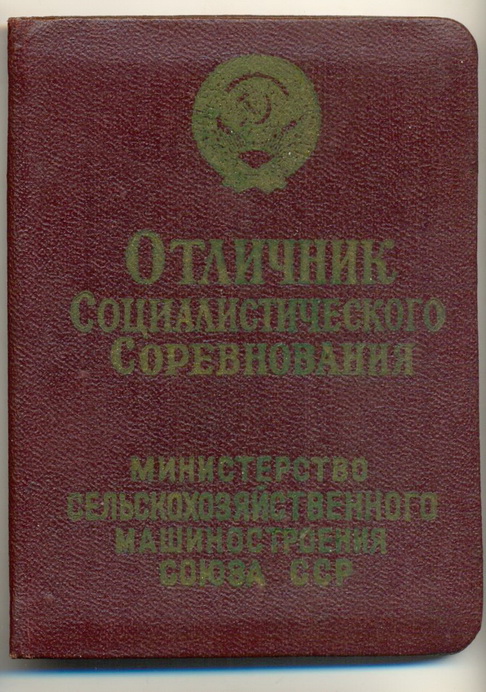 Отличник
Социалистического
Соревнования
МИНИСТЕРСТВО
СЕЛЬСКОХОЗЯЙСТВЕННОГО
МАШИНОСТРОЕНИЯ
СОЮЗА ССР